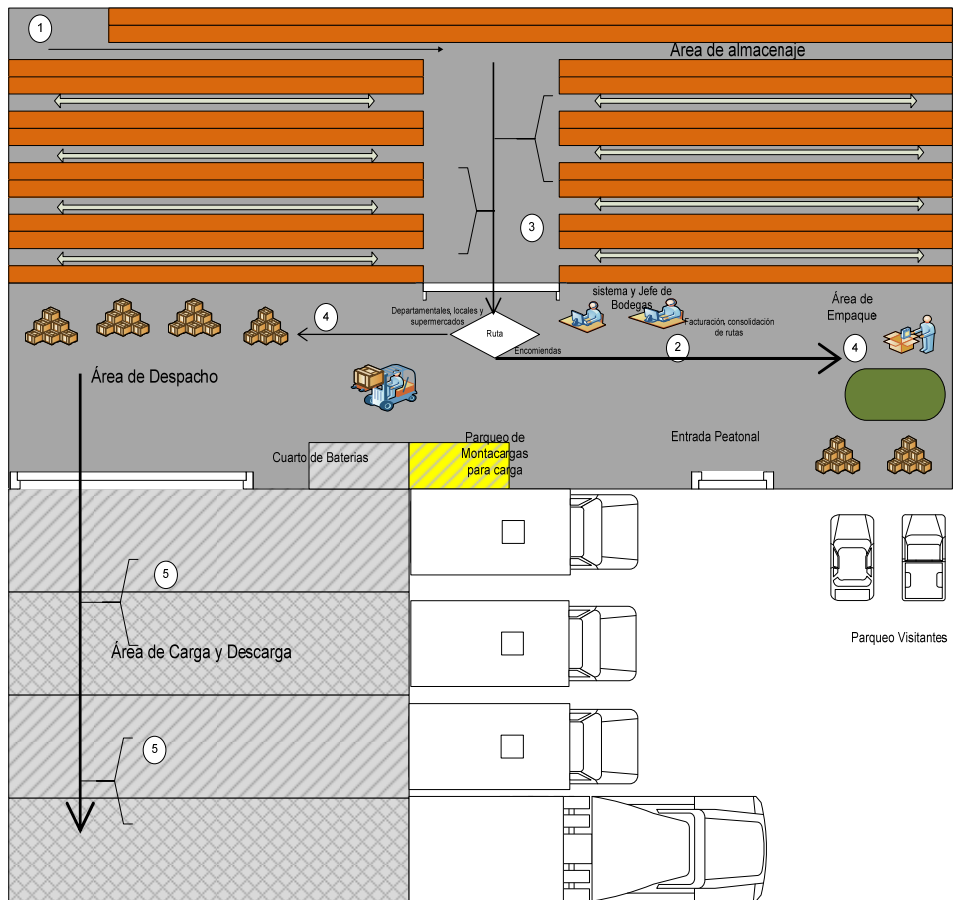 1
Area de almacenaje
3
sistema y Jefe de
Bodegas
Área de
Empaque
Departamentales, locales y
supermercados
4
Ruta
Facturación, consolidación
de rutas
2
4
Encomiendas
Área de Despacho
Cuarto de Baterias
Parqueo de
Montacargas
para carga
Entrada Peatonal
5
Parqueo Visitantes
Área de Carga y Descarga
5